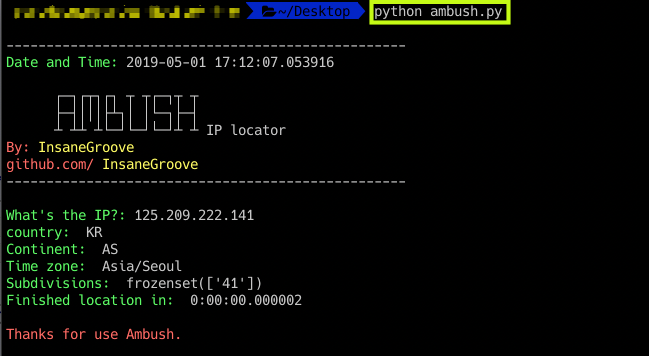 ~/Desktop python ambush.py
--------------------------------------------------
Date and Time: 2019-05-01 17:12:07.053916
AMBUSH IP locator
By: InsaneGroove
github.com/ InsaneGroove
--------------------------------------------------
What's the IP?: 125.209.222.141
country: KR
Continent: AS
Time zone: Asia/Seoul
Subdivisions: frozenset(['41'])
Finished location in: 0:00:00.000002
Thanks for use Ambush.